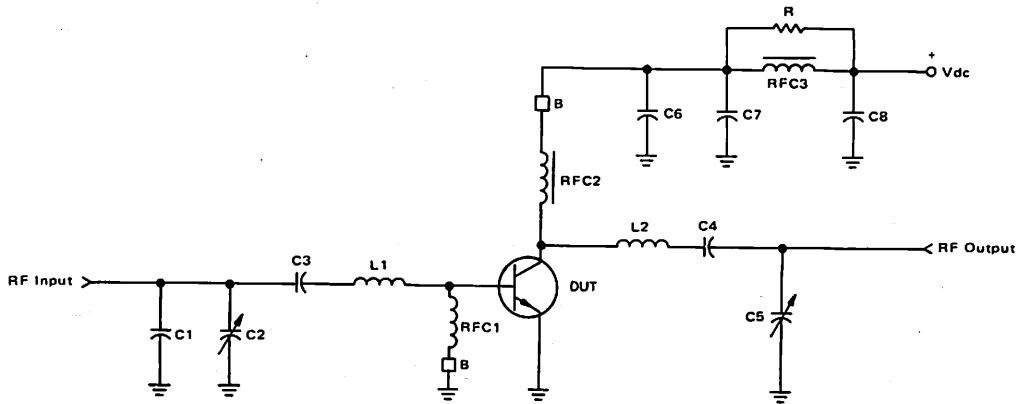 R
+
Vdc
RFC3
B
C6
C7
C8
RFC2
L2
C4
RF Output
C3
L1
RF Input
DUT
C5
RFC1
C1
C2
B